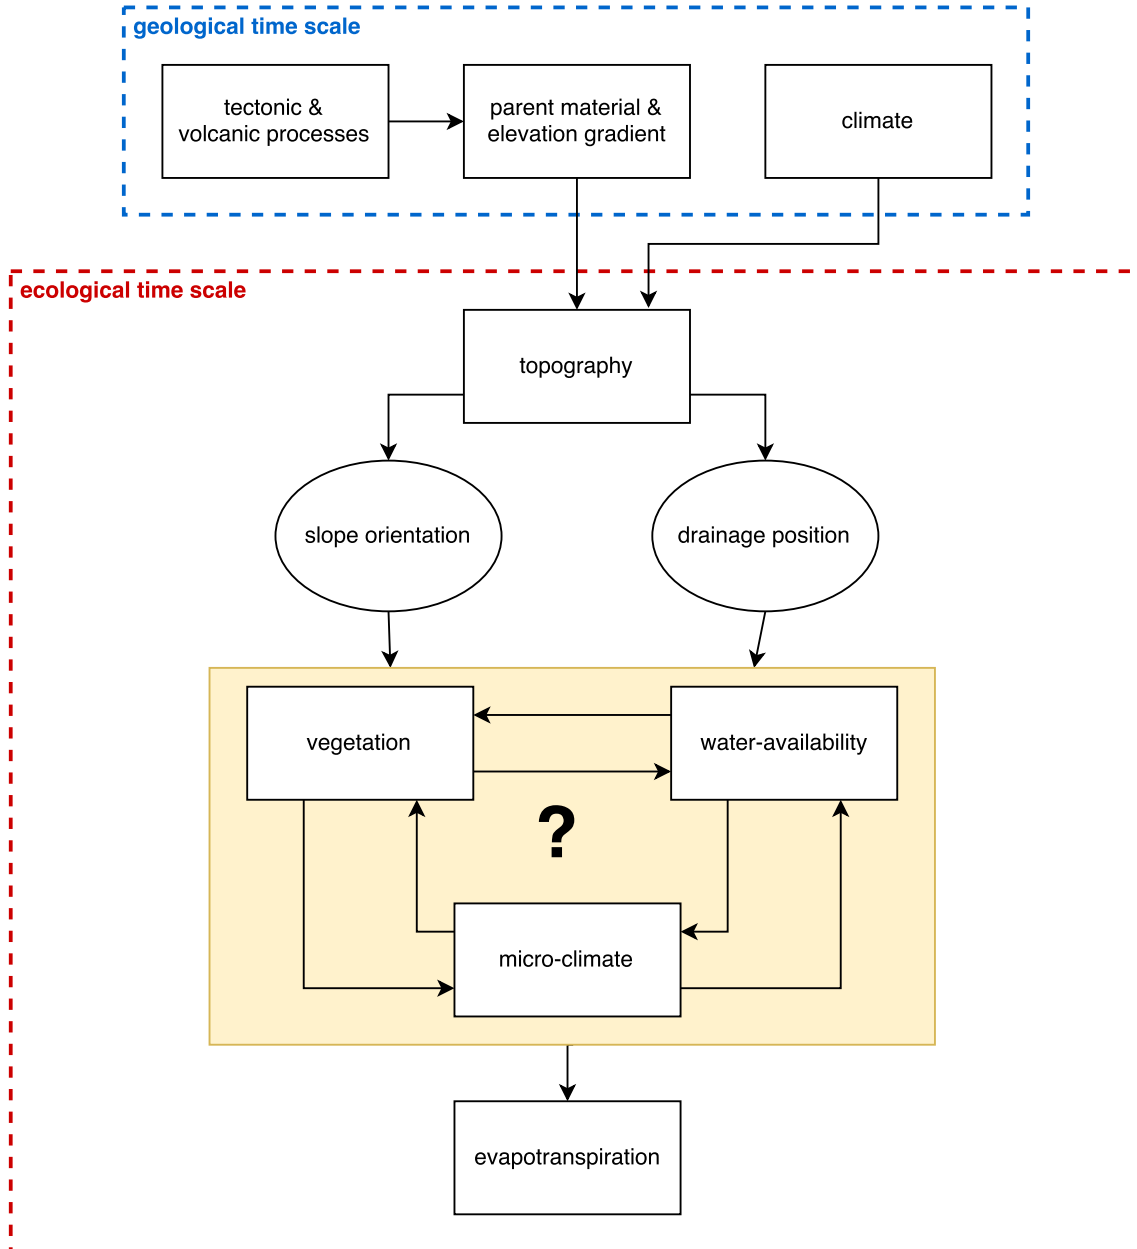 geological time scale
tectonic &
volcanic processes
parent material &
elevation gradient
climate
ecological time scale
topography
slope orientation
drainage position
vegetation
water-availability
?
micro-climate
evapotranspiration